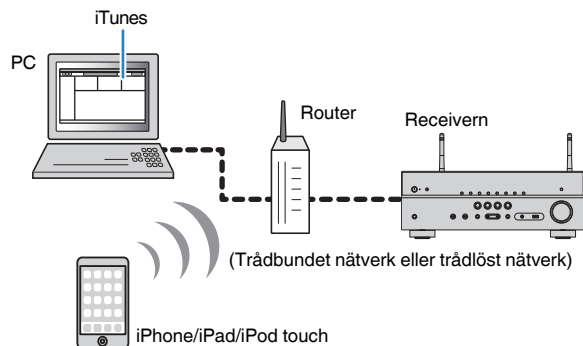 iTunes
PC
Router
Receivern
(Trådbundet nätverk eller trådlöst nätverk)
iPhone/iPad/iPod touch